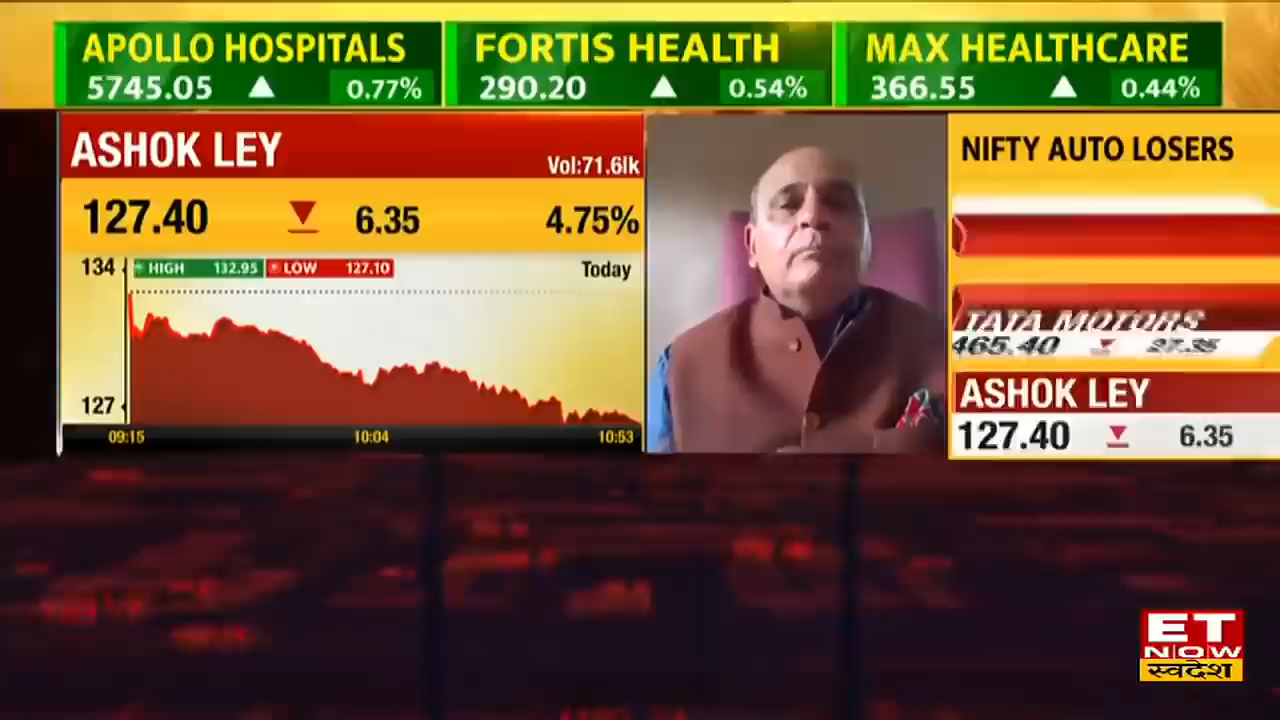 APOLLO HOSPITALS
5745.05 ▲ 0.77%
FORTIS HEALTH
290.20 ▲ 0.54%
MAX HEALTHCARE
366.55 ▲ 0.44%
ASHOK LEY
Vol:71.6lk
127.40 ▼ 6.35 4.75%
134
HIGH 132.95 LOW 127.10
Today
127
09:15 10:04 10:53
NIFTY AUTO LOSERS
TATA MOTORS
465.40 ▼ 27.35
ASHOK LEY
127.40 ▼ 6.35
ET
NOW
स्वदेश